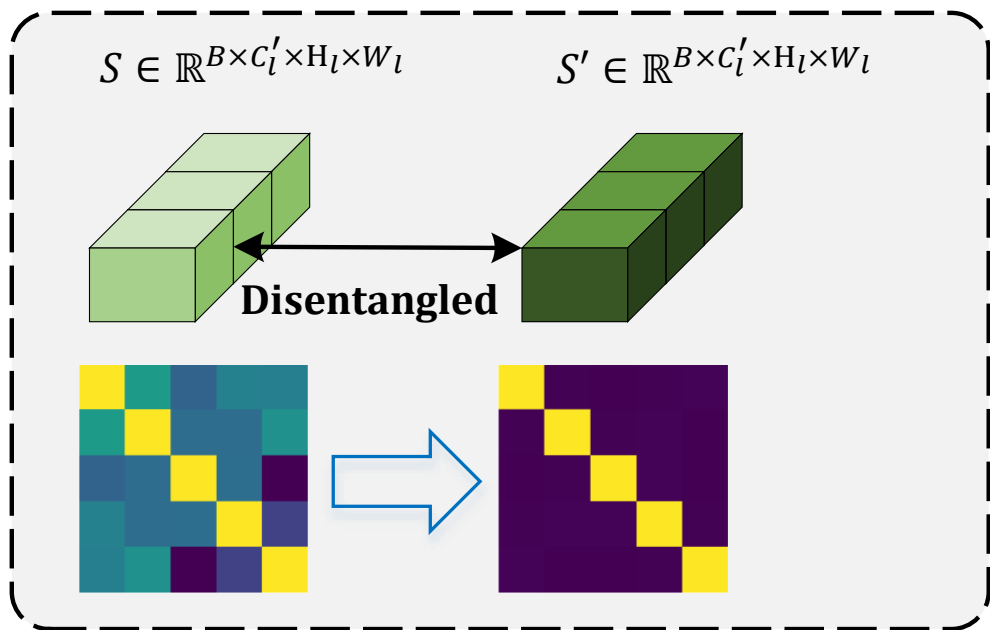 S ∈ ℝ^{B×C′_l×H_l×W_l}
S′ ∈ ℝ^{B×C′_l×H_l×W_l}
Disentangled